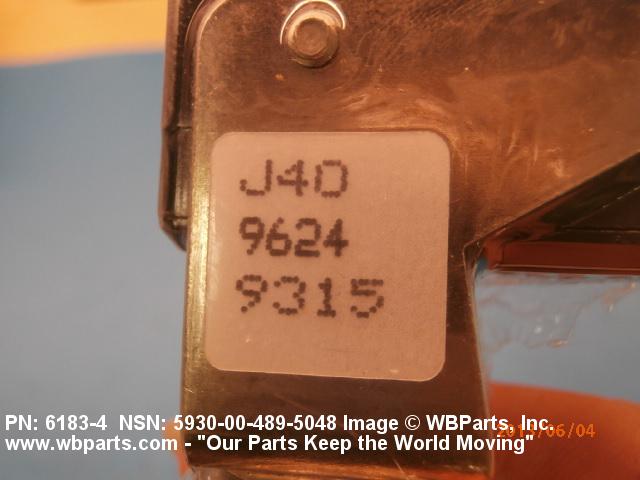 J40
9624
9315
PN: 6183-4 NSN: 5930-00-489-5048 Image © WBParts, Inc.
www.wbparts.com - "Our Parts Keep the World Moving"